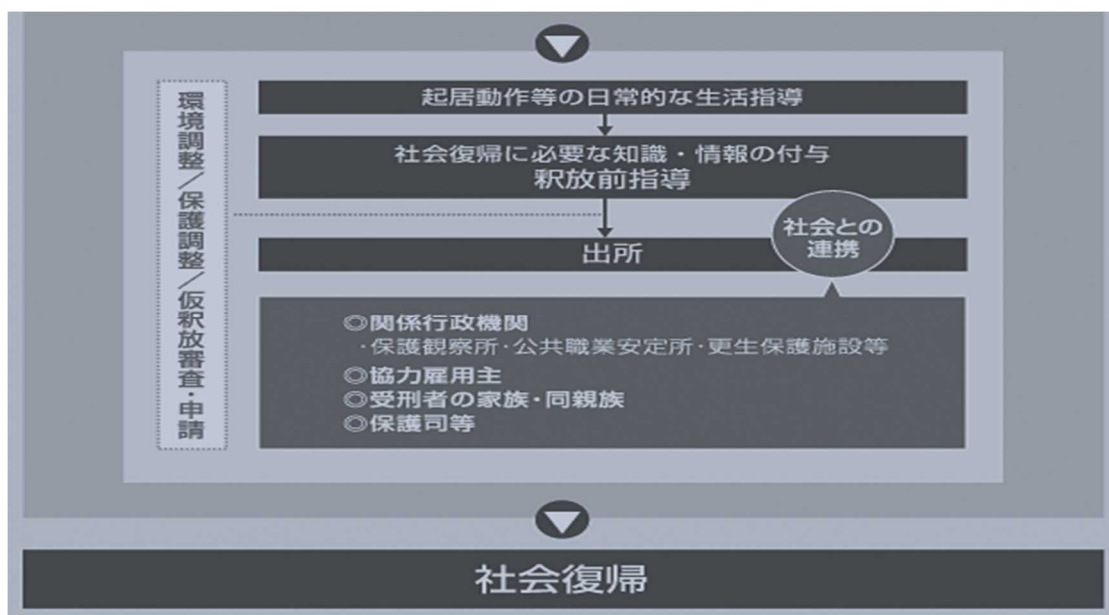 環境調整／保護調整／仮釈放審査・申請
起居動作等の日常的な生活指導
社会復帰に必要な知識・情報の付与
釈放前指導
出所
社会との
連携
◎関係行政機関
・保護観察所・公共職業安定所・更生保護施設等
◎協力雇用主
◎受刑者の家族・同親族
◎保護司等
社会復帰